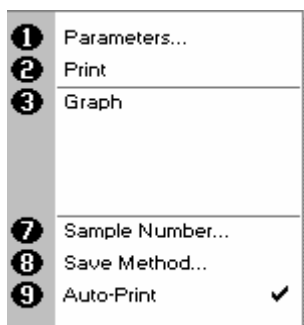 1 Parameters...
2 Print
3 Graph
7 Sample Number...
8 Save Method...
9 Auto-Print ✓